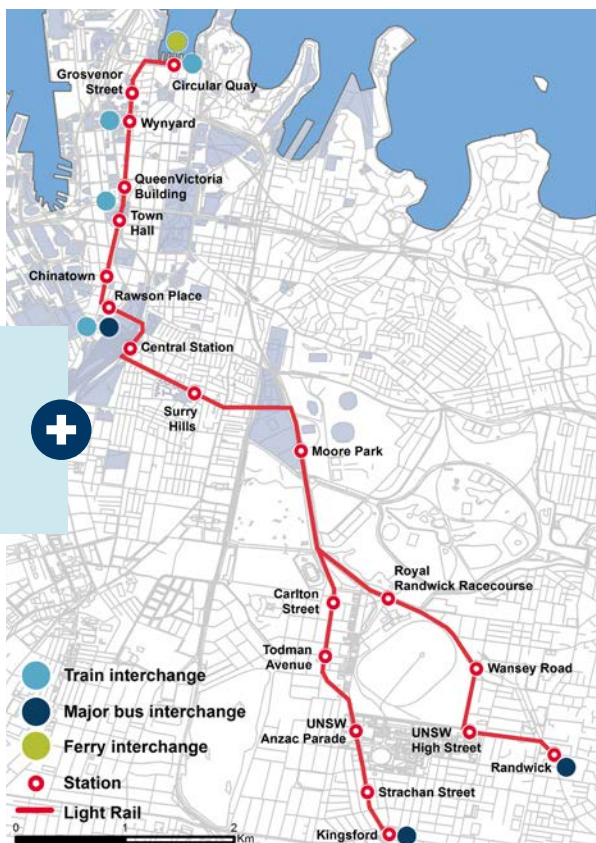 Circular Quay
Grosvenor
Street
Wynyard
QueenVictoria
Building
Town
Hall
Chinatown
Rawson Place
Central Station
Surry
Hills
Moore Park
Royal
Randwick Racecourse
Carlton
Street
Todman
Avenue
Wansey Road
UNSW
Anzac Parade
UNSW
High Street
Randwick
Strachan Street
Kingsford
Train interchange
Major bus interchange
Ferry interchange
Station
Light Rail
0 1 2
Km